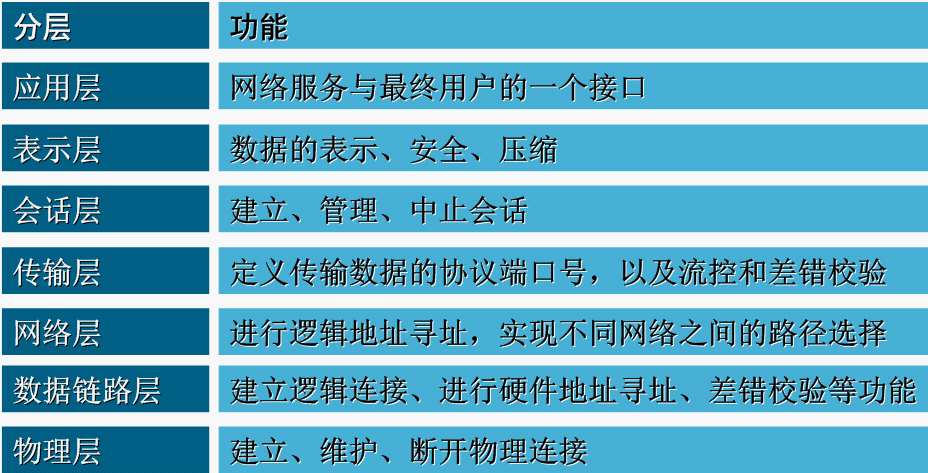 分层 功能
应用层 网络服务与最终用户的一个接口
表示层 数据的表示、安全、压缩
会话层 建立、管理、中止会话
传输层 定义传输数据的协议端口号，以及流控和差错校验
网络层 进行逻辑地址寻址，实现不同网络之间的路径选择
数据链路层 建立逻辑连接、进行硬件地址寻址、差错校验等功能
物理层 建立、维护、断开物理连接